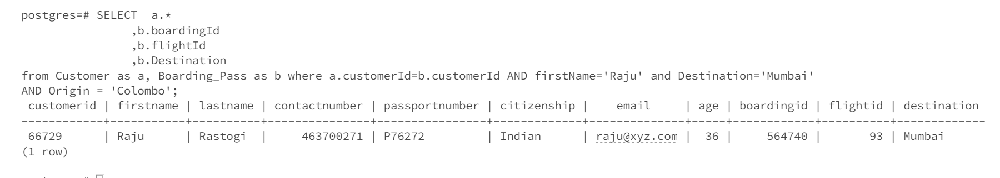 postgres=# SELECT  a.*
                ,b.boardingId
                ,b.flightId
                ,b.Destination
from Customer as a, Boarding_Pass as b where a.customerId=b.customerId AND firstName='Raju' and Destination='Mumbai'
AND Origin = 'Colombo';
 customerid | firstname | lastname | contactnumber | passportnumber | citizenship |    email     | age | boardingid | flightid | destination
------------+-----------+----------+---------------+----------------+-------------+--------------+-----+------------+----------+-------------
 66729      | Raju      | Rastogi  |     463700271 | P76272         | Indian      | raju@xyz.com |  36 |     564740 |       93 | Mumbai
(1 row)